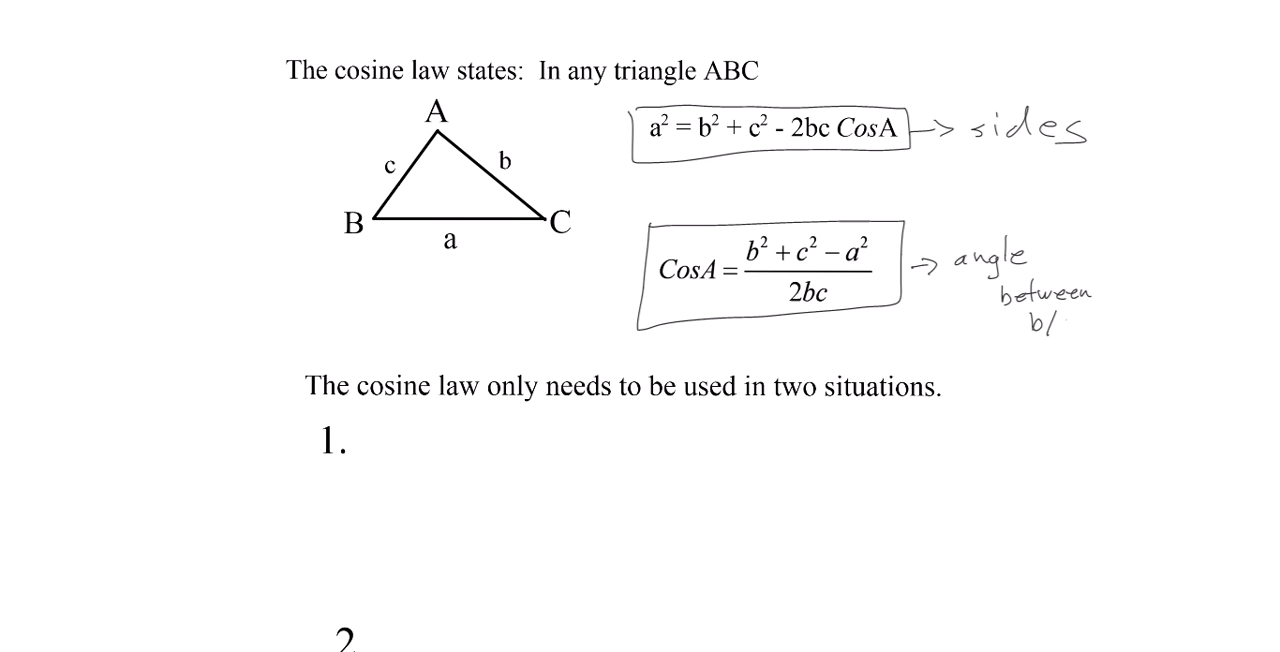 The cosine law states: In any triangle ABC
A
a² = b² + c² - 2bc CosA -> sides
c
b
B
C
a
CosA = (b² + c² − a²) / 2bc -> angle
between
b/
The cosine law only needs to be used in two situations.
1.
2